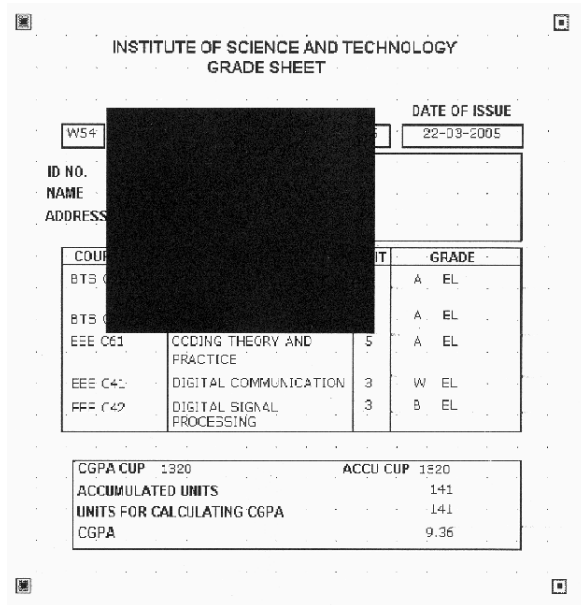 INSTITUTE OF SCIENCE AND TECHNOLOGY
GRADE SHEET
DATE OF ISSUE
W54 22-03-2005
ID NO.
NAME
ADDRESS
GRADE
BTS A EL
BTS A EL
EEE C61 CODING THEORY AND 5 A EL
PRACTICE
EEE C41 DIGITAL COMMUNICATION 3 W EL
EEE C42 DIGITAL SIGNAL 3 B EL
PROCESSING
CGPA CUP 1320 ACCU CUP 1320
ACCUMULATED UNITS 141
UNITS FOR CALCULATING CGPA 141
CGPA 9.36